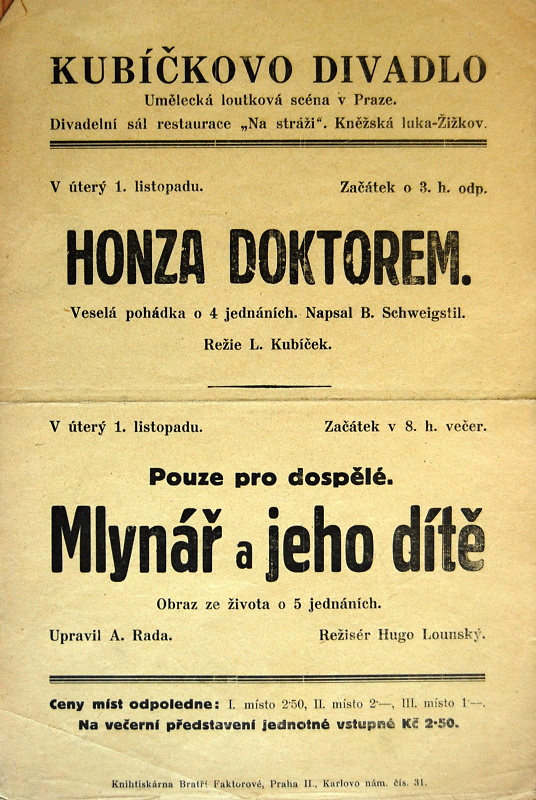 KUBÍČKOVO DIVADLO
Umělecká loutková scéna v Praze.
Divadelní sál restaurace „Na stráži“. Kněžská luka-Žižkov.
V úterý 1. listopadu. Začátek o 3. h. odp.
HONZA DOKTOREM.
Veselá pohádka o 4 jednáních. Napsal B. Schweigstil.
Režie L. Kubíček.
V úterý 1. listopadu. Začátek v 8. h. večer.
Pouze pro dospělé.
Mlynář a jeho dítě
Obraz ze života o 5 jednáních.
Upravil A. Rada. Režisér Hugo Lounský.
Ceny míst odpoledne: I. místo 2·50, II. místo 2·—, III. místo 1·—.
Na večerní představení jednotné vstupné Kč 2·50.
Knihtiskárna Bratří Faktorové, Praha II., Karlovo nám. čís. 31.